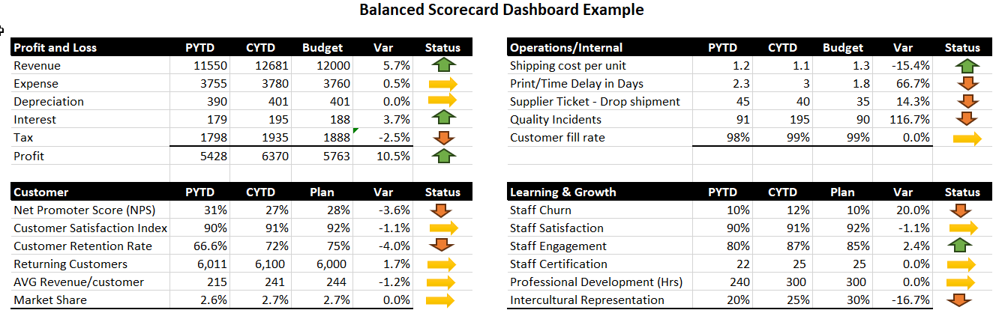 Balanced Scorecard Dashboard Example
Profit and Loss PYTD CYTD Budget Var Status
Revenue 11550 12681 12000 5.7%
Expense 3755 3780 3760 0.5%
Depreciation 390 401 401 0.0%
Interest 179 195 188 3.7%
Tax 1798 1935 1888 -2.5%
Profit 5428 6370 5763 10.5%
Operations/Internal PYTD CYTD Budget Var Status
Shipping cost per unit 1.2 1.1 1.3 -15.4%
Print/Time Delay in Days 2.3 3 1.8 66.7%
Supplier Ticket - Drop shipment 45 40 35 14.3%
Quality Incidents 91 195 90 116.7%
Customer fill rate 98% 99% 99% 0.0%
Customer PYTD CYTD Plan Var Status
Net Promoter Score (NPS) 31% 27% 28% -3.6%
Customer Satisfaction Index 90% 91% 92% -1.1%
Customer Retention Rate 66.6% 72% 75% -4.0%
Returning Customers 6,011 6,100 6,000 1.7%
AVG Revenue/customer 215 241 244 -1.2%
Market Share 2.6% 2.7% 2.7% 0.0%
Learning & Growth PYTD CYTD Plan Var Status
Staff Churn 10% 12% 10% 20.0%
Staff Satisfaction 90% 91% 92% -1.1%
Staff Engagement 80% 87% 85% 2.4%
Staff Certification 22 25 25 0.0%
Professional Development (Hrs) 240 300 300 0.0%
Intercultural Representation 20% 25% 30% -16.7%